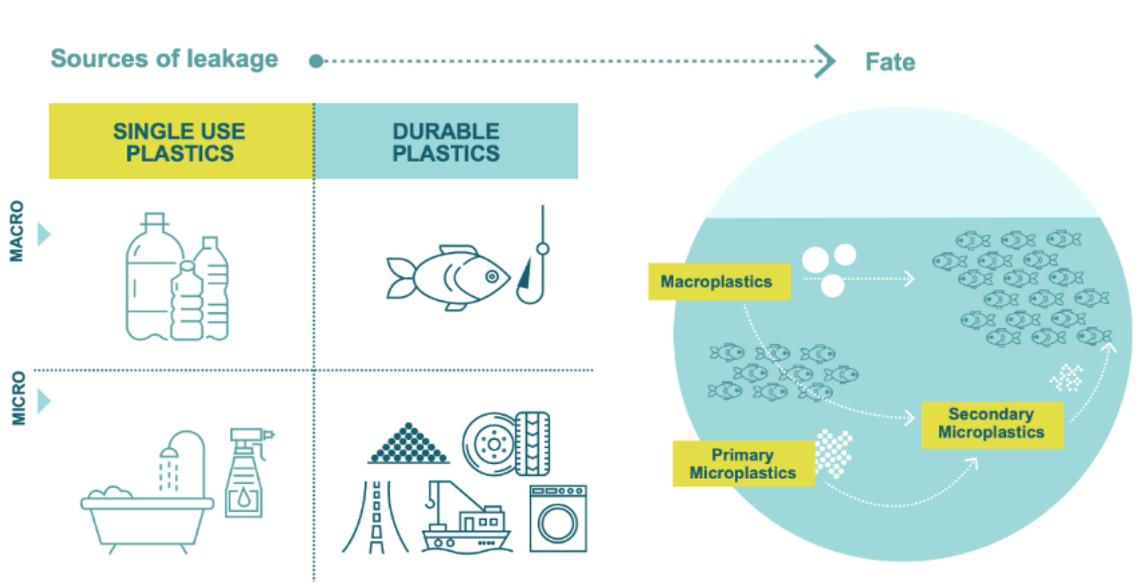 Sources of leakage
Fate
SINGLE USE
PLASTICS
DURABLE
PLASTICS
MACRO
MICRO
Macroplastics
Secondary
Microplastics
Primary
Microplastics